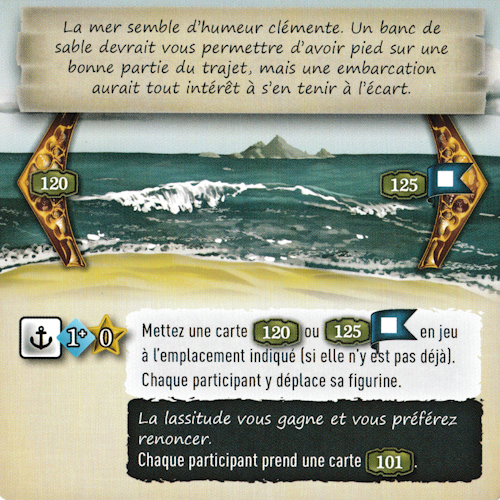 La mer semble d'humeur clémente. Un banc de
sable devrait vous permettre d'avoir pied sur une
bonne partie du trajet, mais une embarcation
aurait tout intérêt à s'en tenir à l'écart.
120
125
1+ 0 Mettez une carte 120 ou 125 en jeu
à l'emplacement indiqué (si elle n'y est pas déjà).
Chaque participant y déplace sa figurine.
La lassitude vous gagne et vous préférez
renoncer.
Chaque participant prend une carte 101.